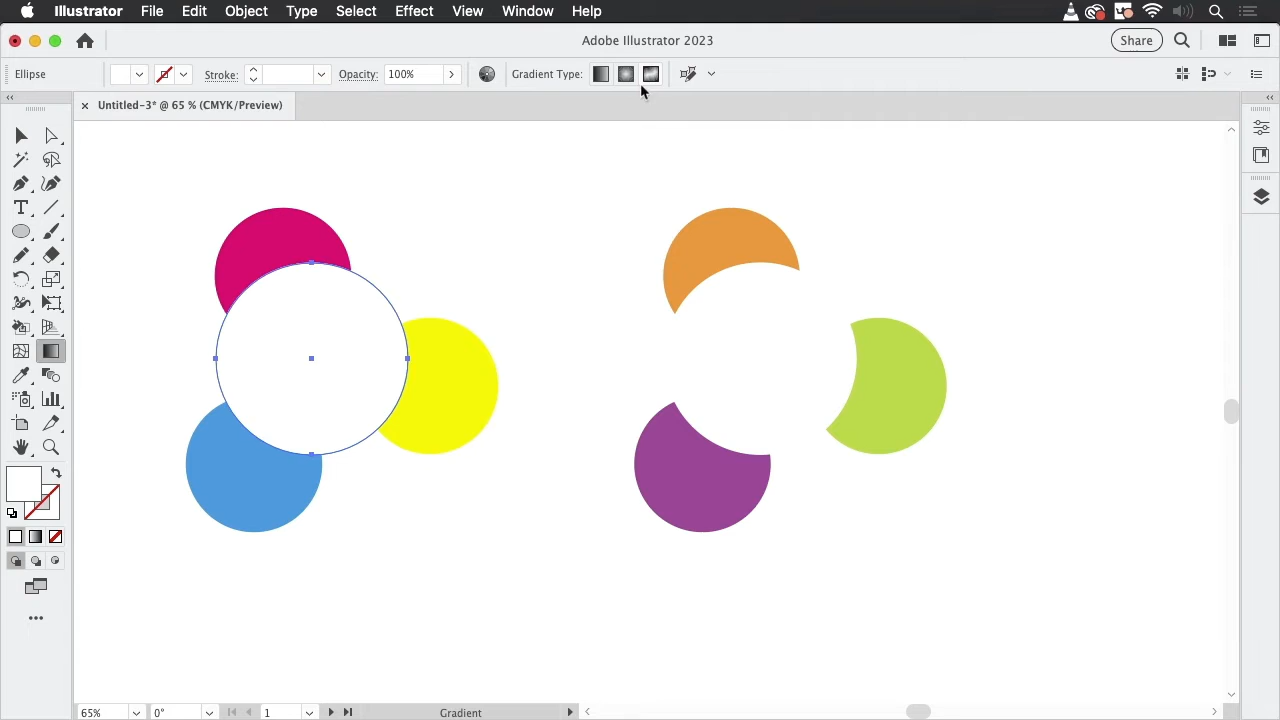 Illustrator File Edit Object Type Select Effect View Window Help
Adobe Illustrator 2023
Share
Ellipse Stroke: Opacity: 100% Gradient Type:
Untitled-3* @ 65 % (CMYK/Preview)
65% 0° 1 Gradient